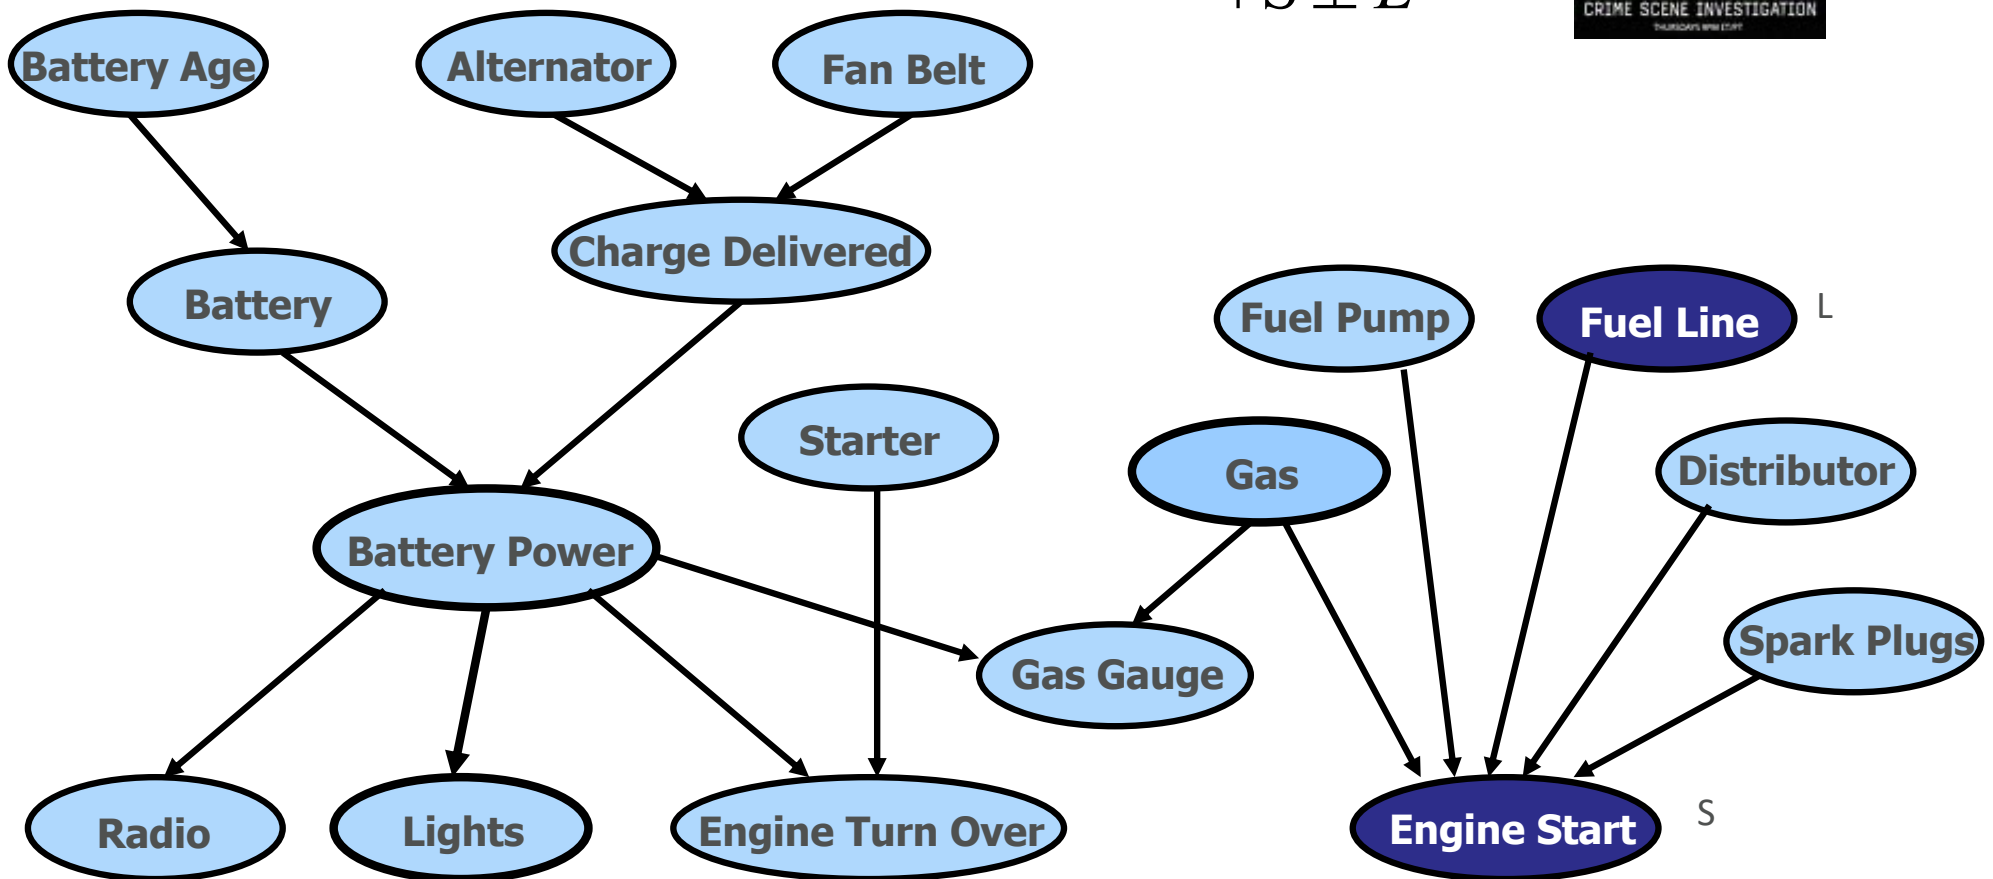 ⊢ S ⊥ L
CRIME SCENE INVESTIGATION
Battery Age
Alternator
Fan Belt
Charge Delivered
Battery
Fuel Pump
Fuel Line
L
Starter
Gas
Distributor
Battery Power
Spark Plugs
Gas Gauge
Radio
Lights
Engine Turn Over
Engine Start
S